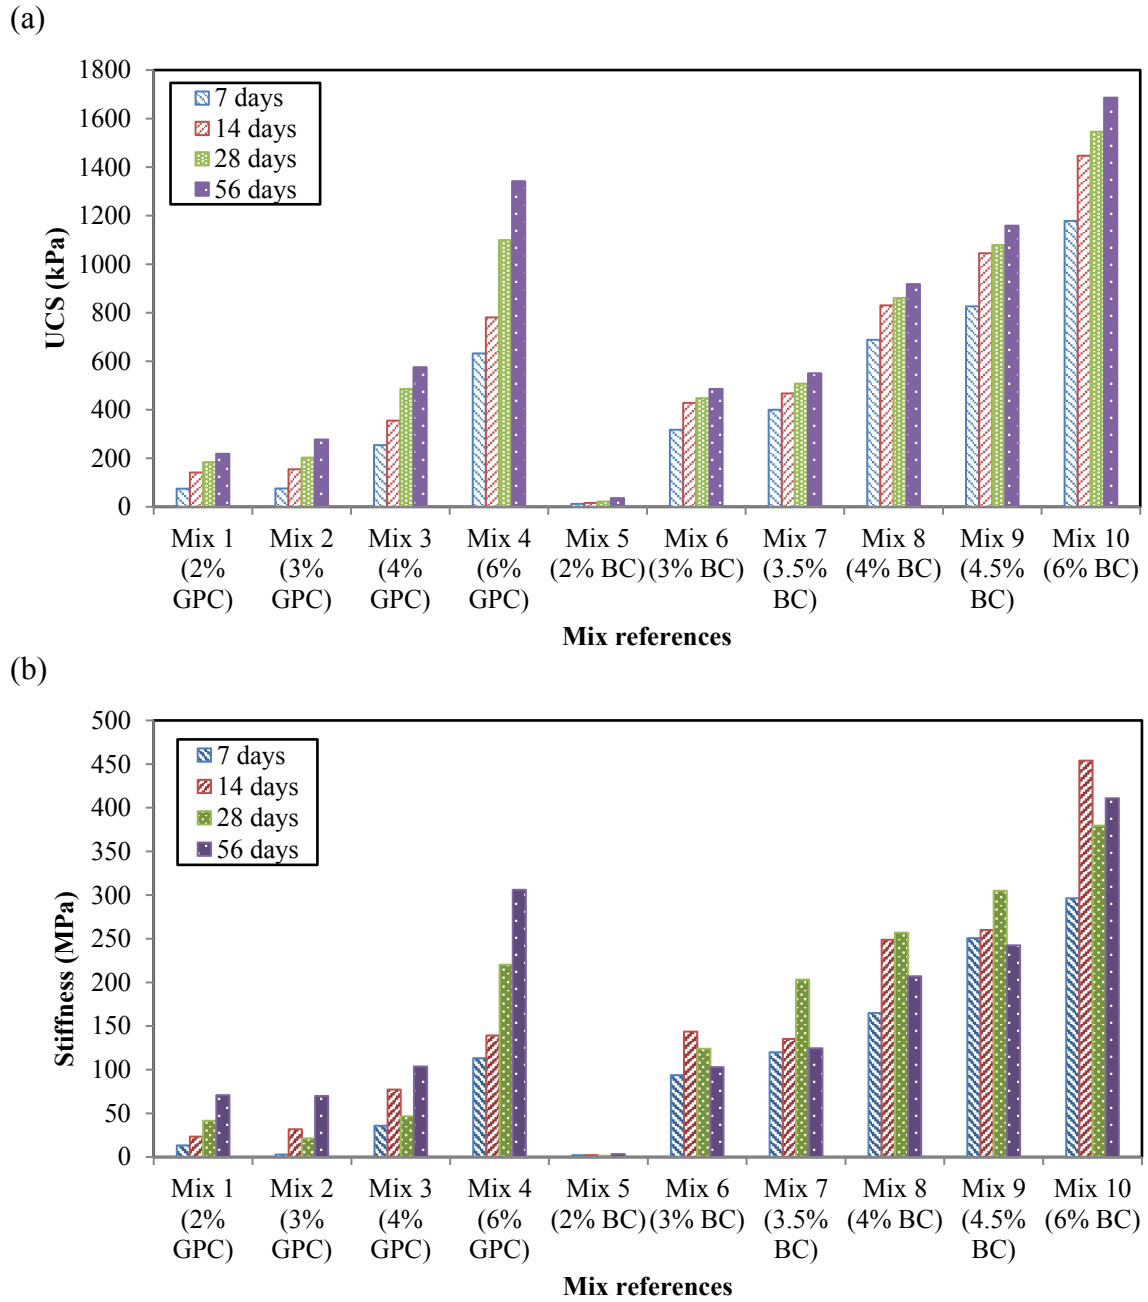 (a)
1800
1600
1400
1200
1000
800
600
400
200
0
UCS (kPa)
7 days
14 days
28 days
56 days
Mix 1 Mix 2 Mix 3 Mix 4 Mix 5 Mix 6 Mix 7 Mix 8 Mix 9 Mix 10
(2% (3% (4% (6% (2% BC) (3% BC) (3.5% (4% BC) (4.5% (6% BC)
GPC) GPC) GPC) GPC) BC) BC)
Mix references
(b)
500
450
400
350
300
250
200
150
100
50
0
Stiffness (MPa)
7 days
14 days
28 days
56 days
Mix 1 Mix 2 Mix 3 Mix 4 Mix 5 Mix 6 Mix 7 Mix 8 Mix 9 Mix 10
(2% (3% (4% (6% (2% BC) (3% BC) (3.5% (4% BC) (4.5% (6% BC)
GPC) GPC) GPC) GPC) BC) BC)
Mix references